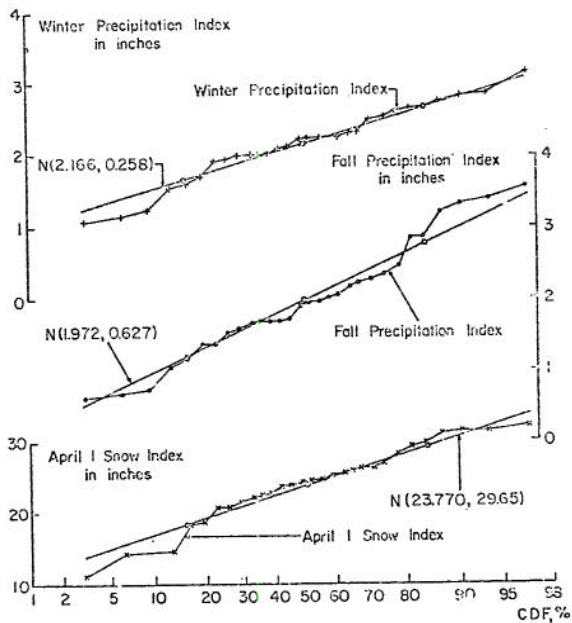 4
Winter Precipitation Index
in inches
3
Winter Precipitation Index
2
N(2.166, 0.258)
Fall Precipitation Index
in inches
4
1
3
0
2
N(1.972, 0.627)
Fall Precipitation
Index
1
30
April 1 Snow Index
in inches
0
20
N(23.770, 29.65)
April 1 Snow Index
10
1 2 5 10 20 30 40 50 60 70 80 90 95 98
CDF,%